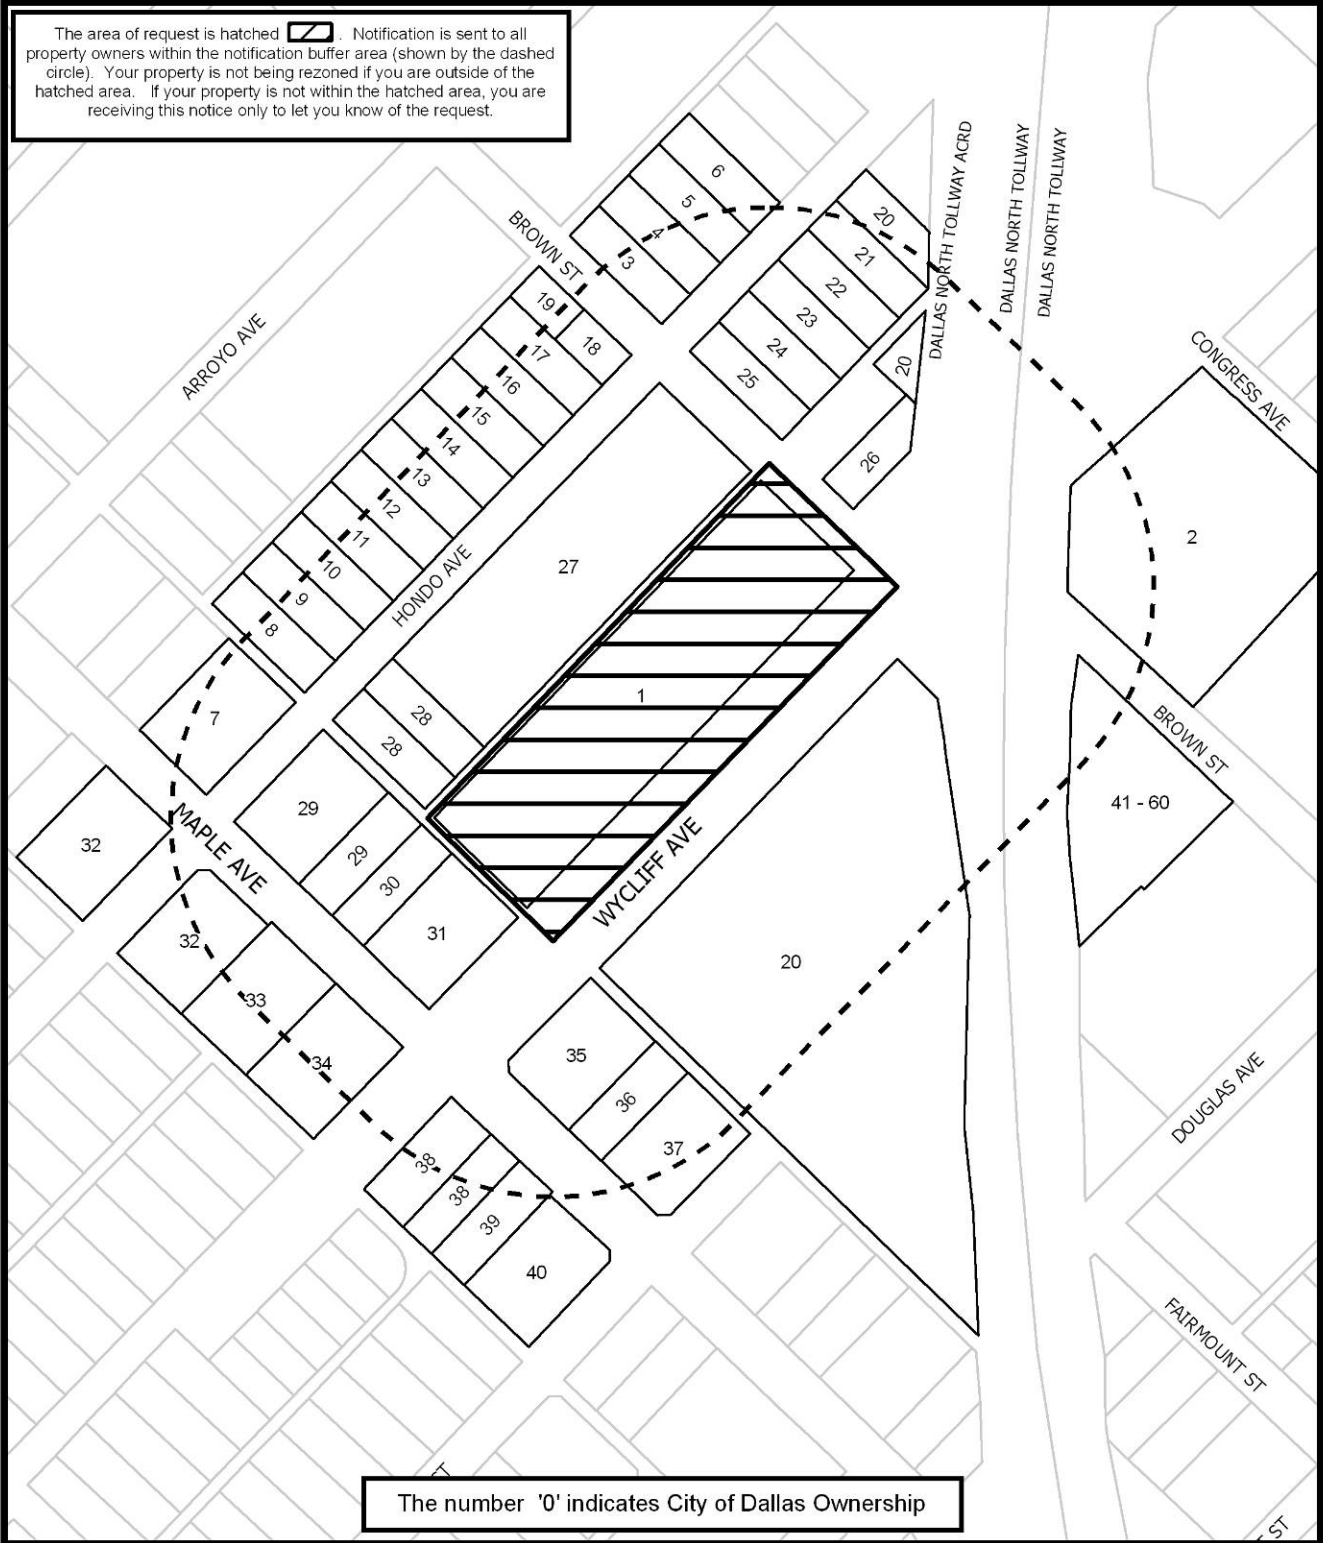 The area of request is hatched . Notification is sent to all
property owners within the notification buffer area (shown by the dashed
circle). Your property is not being rezoned if you are outside of the
hatched area. If your property is not within the hatched area, you are
receiving this notice only to let you know of the request.
DALLAS NORTH TOLLWAY ACRD
DALLAS NORTH TOLLWAY
DALLAS NORTH TOLLWAY
6
5
4
3
BROWN ST
20
21
22
23
24
25
20
26
19
18
17
16
15
14
13
12
11
10
9
8
ARROYO AVE
CONGRESS AVE
2
HONDO AVE
27
1
7
28
28
29
29
30
31
32
MAPLE AVE
32
33
34
WYCLIFF AVE
BROWN ST
41 - 60
20
35
36
37
38
38
39
40
DOUGLAS AVE
FAIRMOUNT ST
ST
ST
The number '0' indicates City of Dallas Ownership